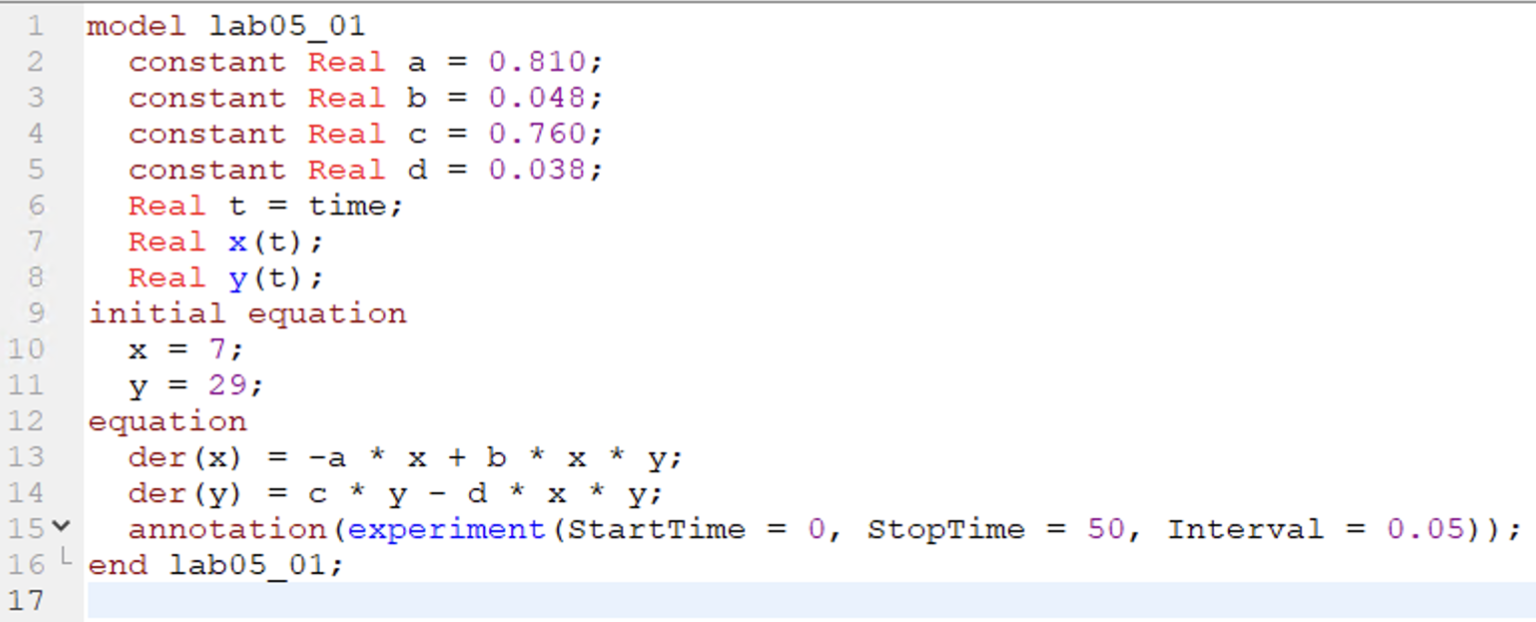 1 model lab05_01
2 constant Real a = 0.810;
3 constant Real b = 0.048;
4 constant Real c = 0.760;
5 constant Real d = 0.038;
6 Real t = time;
7 Real x(t);
8 Real y(t);
9 initial equation
10 x = 7;
11 y = 29;
12 equation
13 der(x) = -a * x + b * x * y;
14 der(y) = c * y - d * x * y;
15 annotation(experiment(StartTime = 0, StopTime = 50, Interval = 0.05));
16 end lab05_01;
17